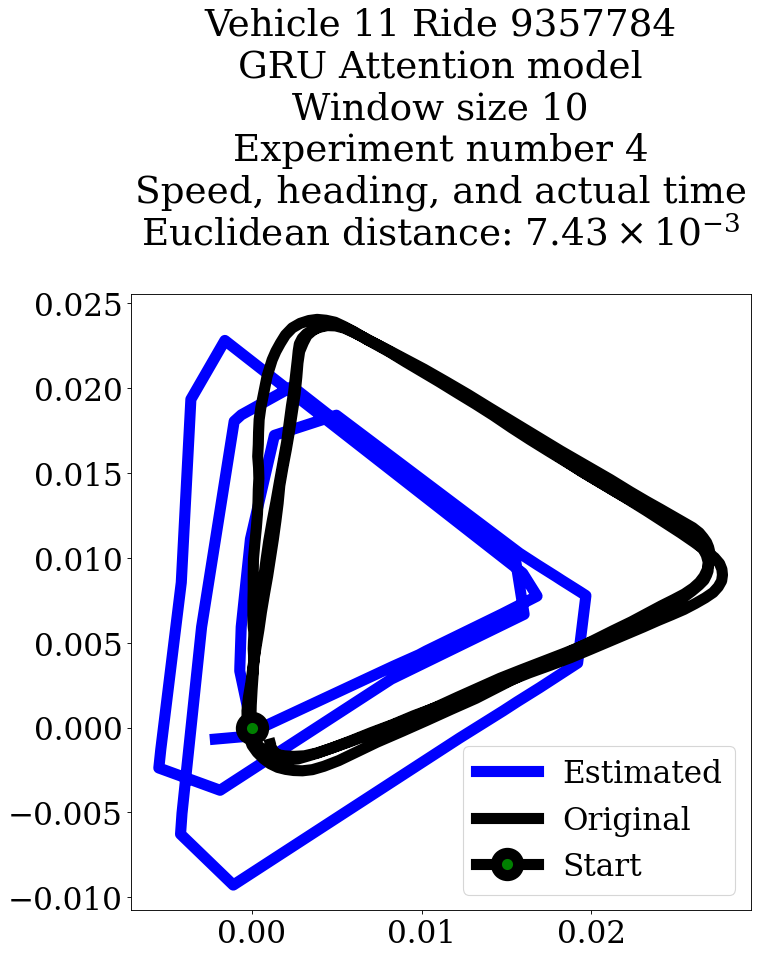 Vehicle 11 Ride 9357784
GRU Attention model
Window size 10
Experiment number 4
Speed, heading, and actual time
Euclidean distance: 7.43 × 10⁻³
0.025
0.020
0.015
0.010
0.005
0.000
−0.005
−0.010
Estimated
Original
Start
0.00 0.01 0.02